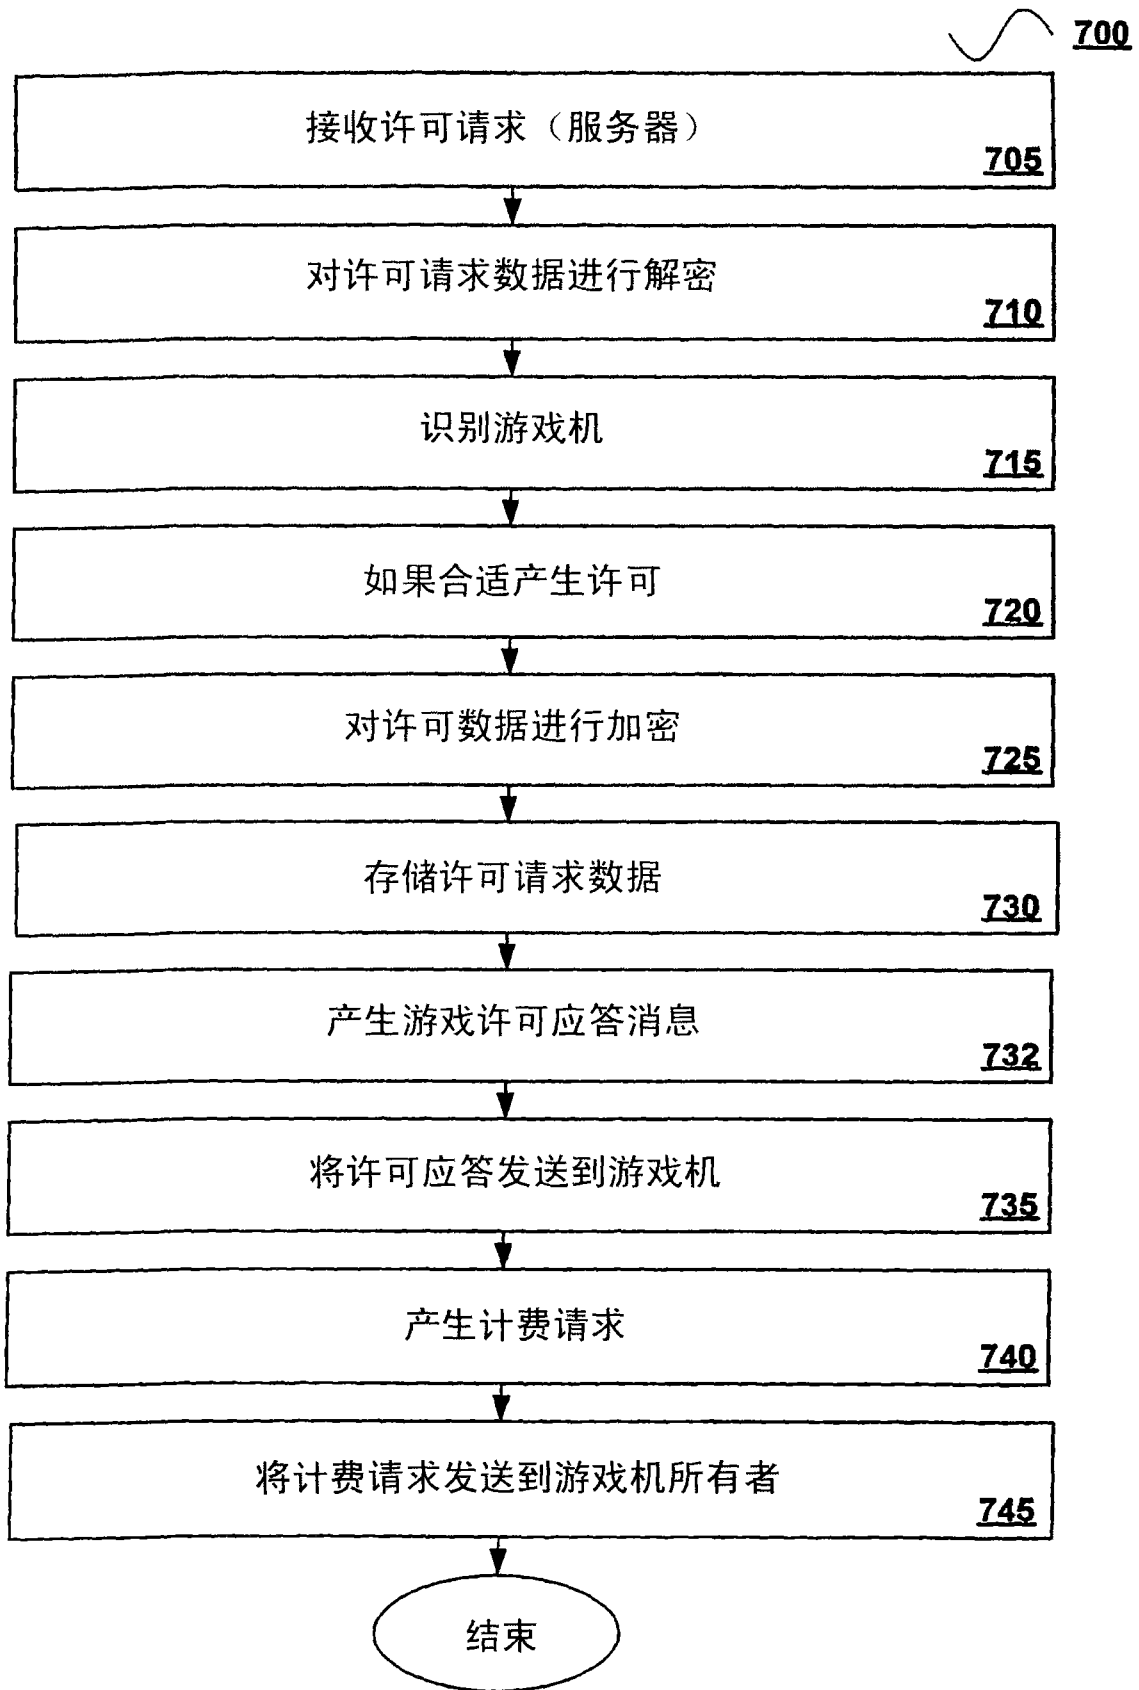 700
接收许可请求（服务器）
705
对许可请求数据进行解密
710
识别游戏机
715
如果合适产生许可
720
对许可数据进行加密
725
存储许可请求数据
730
产生游戏许可应答消息
732
将许可应答发送到游戏机
735
产生计费请求
740
将计费请求发送到游戏机所有者
745
结束